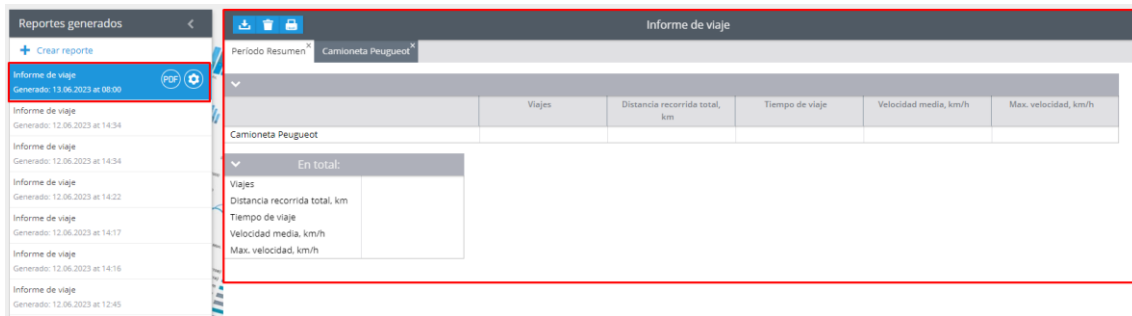 Reportes generados
+ Crear reporte
Informe de viaje
Generado: 13.06.2023 at 08:00
PDF
Informe de viaje
Generado: 12.06.2023 at 14:34
Informe de viaje
Generado: 12.06.2023 at 14:34
Informe de viaje
Generado: 12.06.2023 at 14:22
Informe de viaje
Generado: 12.06.2023 at 14:17
Informe de viaje
Generado: 12.06.2023 at 14:16
Informe de viaje
Generado: 12.06.2023 at 12:45
Informe de viaje
Período Resumen × Camioneta Peugueot ×
Viajes Distancia recorrida total, Tiempo de viaje Velocidad media, km/h Max. velocidad, km/h
km
Camioneta Peugueot
En total:
Viajes
Distancia recorrida total, km
Tiempo de viaje
Velocidad media, km/h
Max. velocidad, km/h